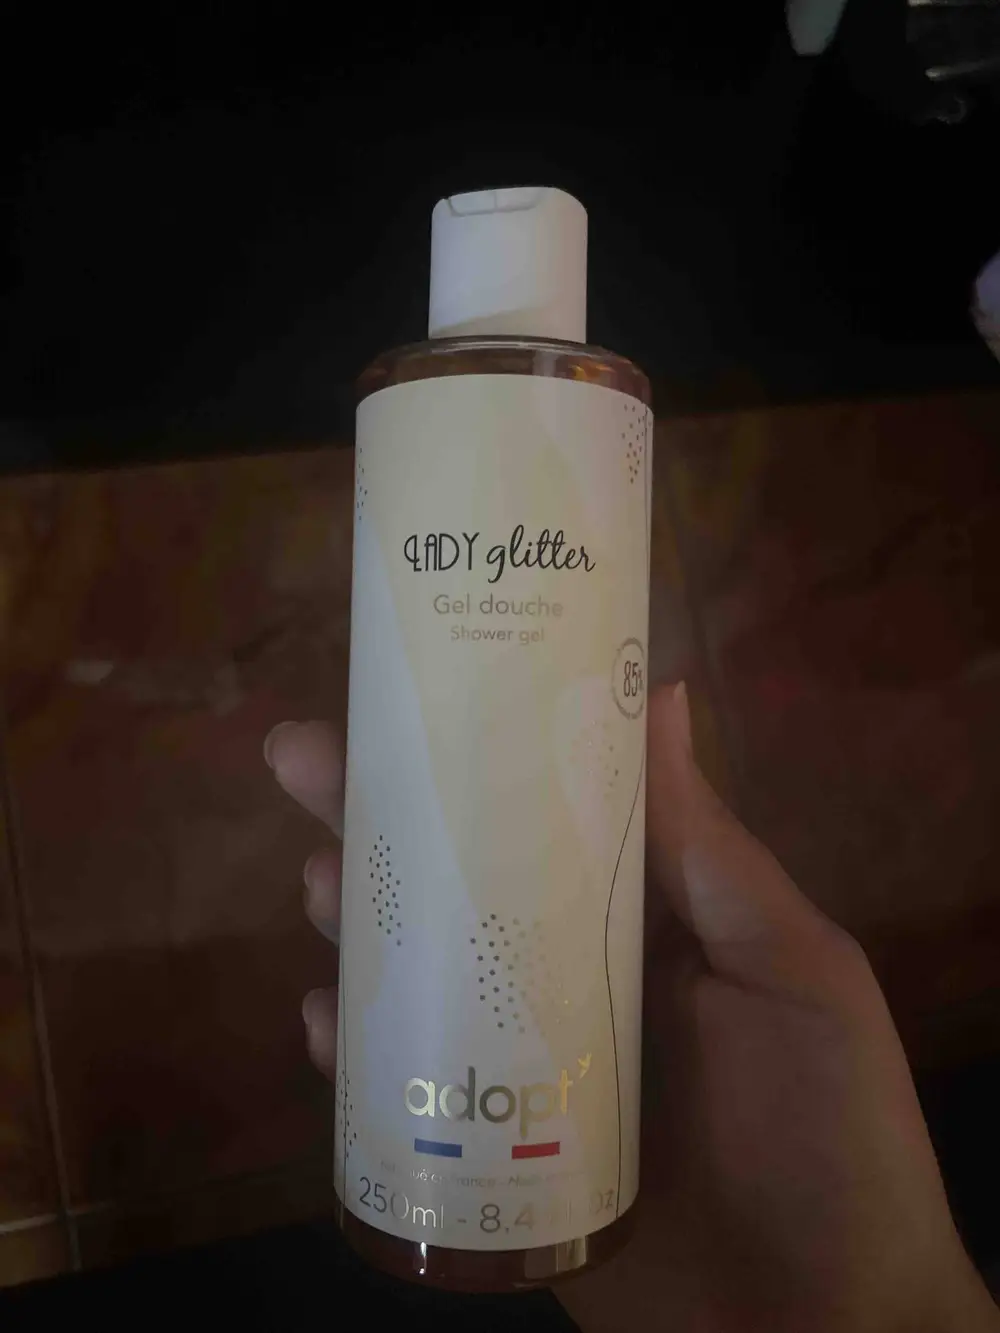 LADY glitter
Gel douche
Shower gel
85%
adopt
250ml - 8,4